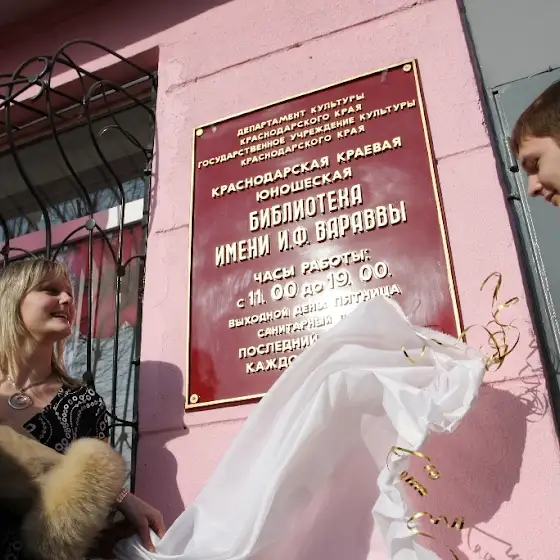 ДЕПАРТАМЕНТ КУЛЬТУРЫ
КРАСНОДАРСКОГО КРАЯ
ГОСУДАРСТВЕННОЕ УЧРЕЖДЕНИЕ КУЛЬТУРЫ
КРАСНОДАРСКОГО КРАЯ
КРАСНОДАРСКАЯ КРАЕВАЯ
ЮНОШЕСКАЯ
БИБЛИОТЕКА
ИМЕНИ И.Ф. ВАРАВВЫ
ЧАСЫ РАБОТЫ:
С 11. 00 ДО 19. 00.
ВЫХОДНОЙ ДЕНЬ: ПЯТНИЦА
САНИТАРНЫЙ
ПОСЛЕДНИЙ